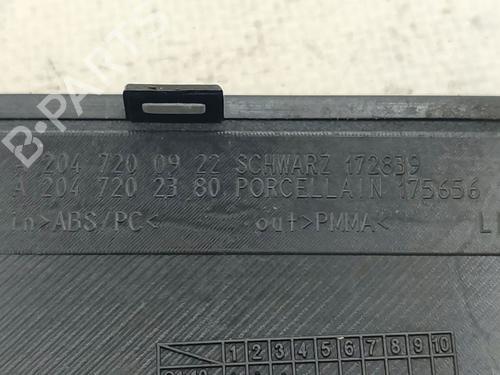 A 204 720 09 22 SCHWARZ 172839
A 204 720 23 80 PORCELLAIN 175656
in>ABS/PC< out>PMMA<
1 2 3 4 5 6 7 8 9 10
B-PARTS